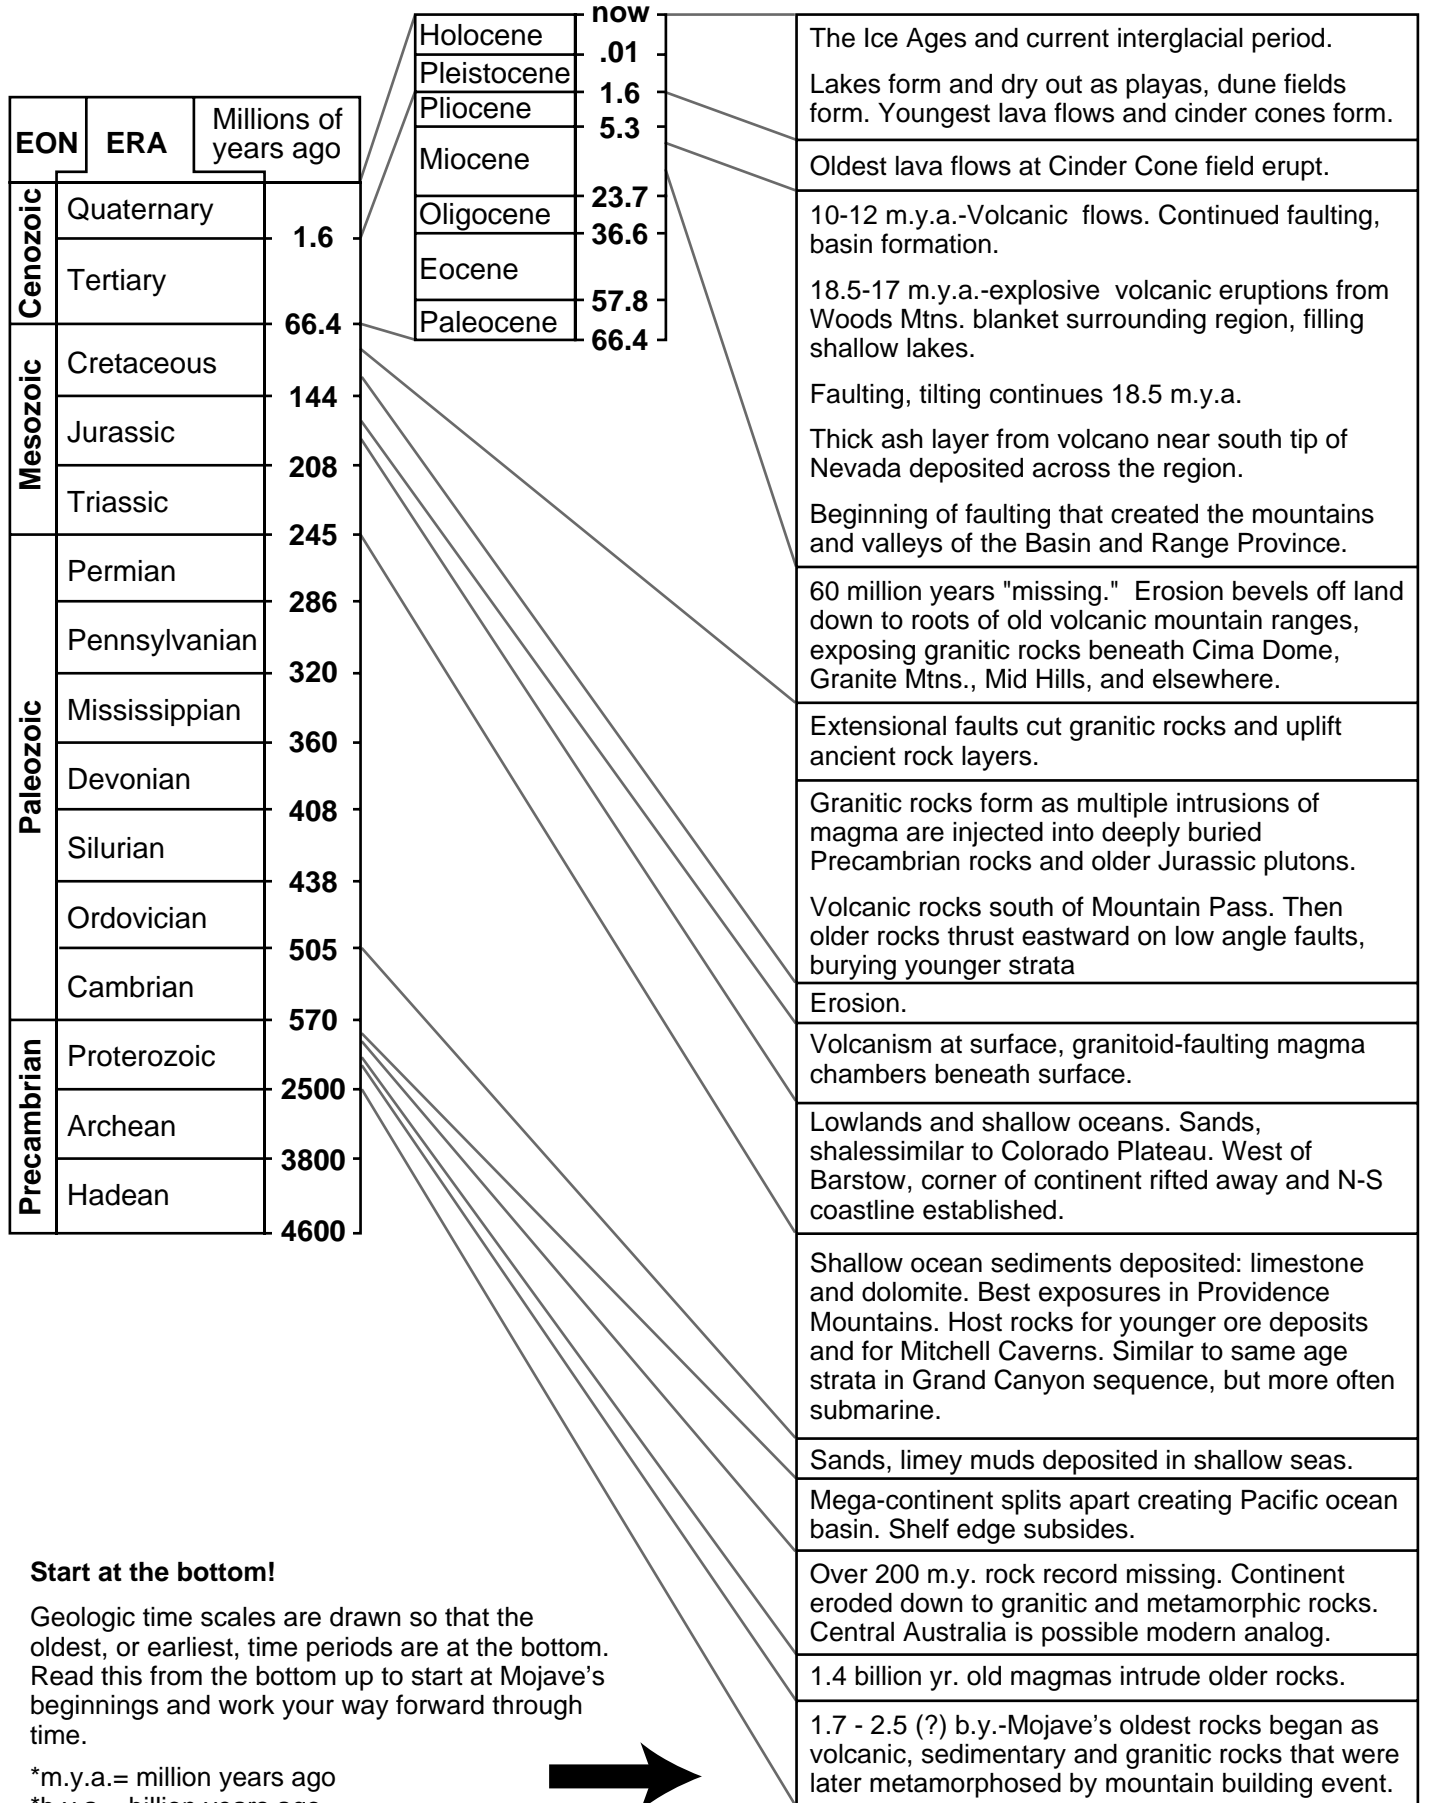 EON
ERA
Millions of
years ago
Cenozoic
Quaternary
1.6
Tertiary
66.4
Mesozoic
Cretaceous
144
Jurassic
208
Triassic
245
Paleozoic
Permian
286
Pennsylvanian
320
Mississippian
360
Devonian
408
Silurian
438
Ordovician
505
Cambrian
570
Precambrian
Proterozoic
2500
Archean
3800
Hadean
4600
now
Holocene
.01
Pleistocene
1.6
Pliocene
5.3
Miocene
23.7
Oligocene
36.6
Eocene
57.8
Paleocene
66.4
The Ice Ages and current interglacial period.
Lakes form and dry out as playas, dune fields
form. Youngest lava flows and cinder cones form.
Oldest lava flows at Cinder Cone field erupt.
10-12 m.y.a.-Volcanic flows. Continued faulting,
basin formation.
18.5-17 m.y.a.-explosive volcanic eruptions from
Woods Mtns. blanket surrounding region, filling
shallow lakes.
Faulting, tilting continues 18.5 m.y.a.
Thick ash layer from volcano near south tip of
Nevada deposited across the region.
Beginning of faulting that created the mountains
and valleys of the Basin and Range Province.
60 million years "missing." Erosion bevels off land
down to roots of old volcanic mountain ranges,
exposing granitic rocks beneath Cima Dome,
Granite Mtns., Mid Hills, and elsewhere.
Extensional faults cut granitic rocks and uplift
ancient rock layers.
Granitic rocks form as multiple intrusions of
magma are injected into deeply buried
Precambrian rocks and older Jurassic plutons.
Volcanic rocks south of Mountain Pass. Then
older rocks thrust eastward on low angle faults,
burying younger strata
Erosion.
Volcanism at surface, granitoid-faulting magma
chambers beneath surface.
Lowlands and shallow oceans. Sands,
shalessimilar to Colorado Plateau. West of
Barstow, corner of continent rifted away and N-S
coastline established.
Shallow ocean sediments deposited: limestone
and dolomite. Best exposures in Providence
Mountains. Host rocks for younger ore deposits
and for Mitchell Caverns. Similar to same age
strata in Grand Canyon sequence, but more often
submarine.
Sands, limey muds deposited in shallow seas.
Mega-continent splits apart creating Pacific ocean
basin. Shelf edge subsides.
Over 200 m.y. rock record missing. Continent
eroded down to granitic and metamorphic rocks.
Central Australia is possible modern analog.
1.4 billion yr. old magmas intrude older rocks.
1.7 - 2.5 (?) b.y.-Mojave's oldest rocks began as
volcanic, sedimentary and granitic rocks that were
later metamorphosed by mountain building event.
Start at the bottom!
Geologic time scales are drawn so that the
oldest, or earliest, time periods are at the bottom.
Read this from the bottom up to start at Mojave's
beginnings and work your way forward through
time.
*m.y.a.= million years ago
*b.y.a.= billion years ago